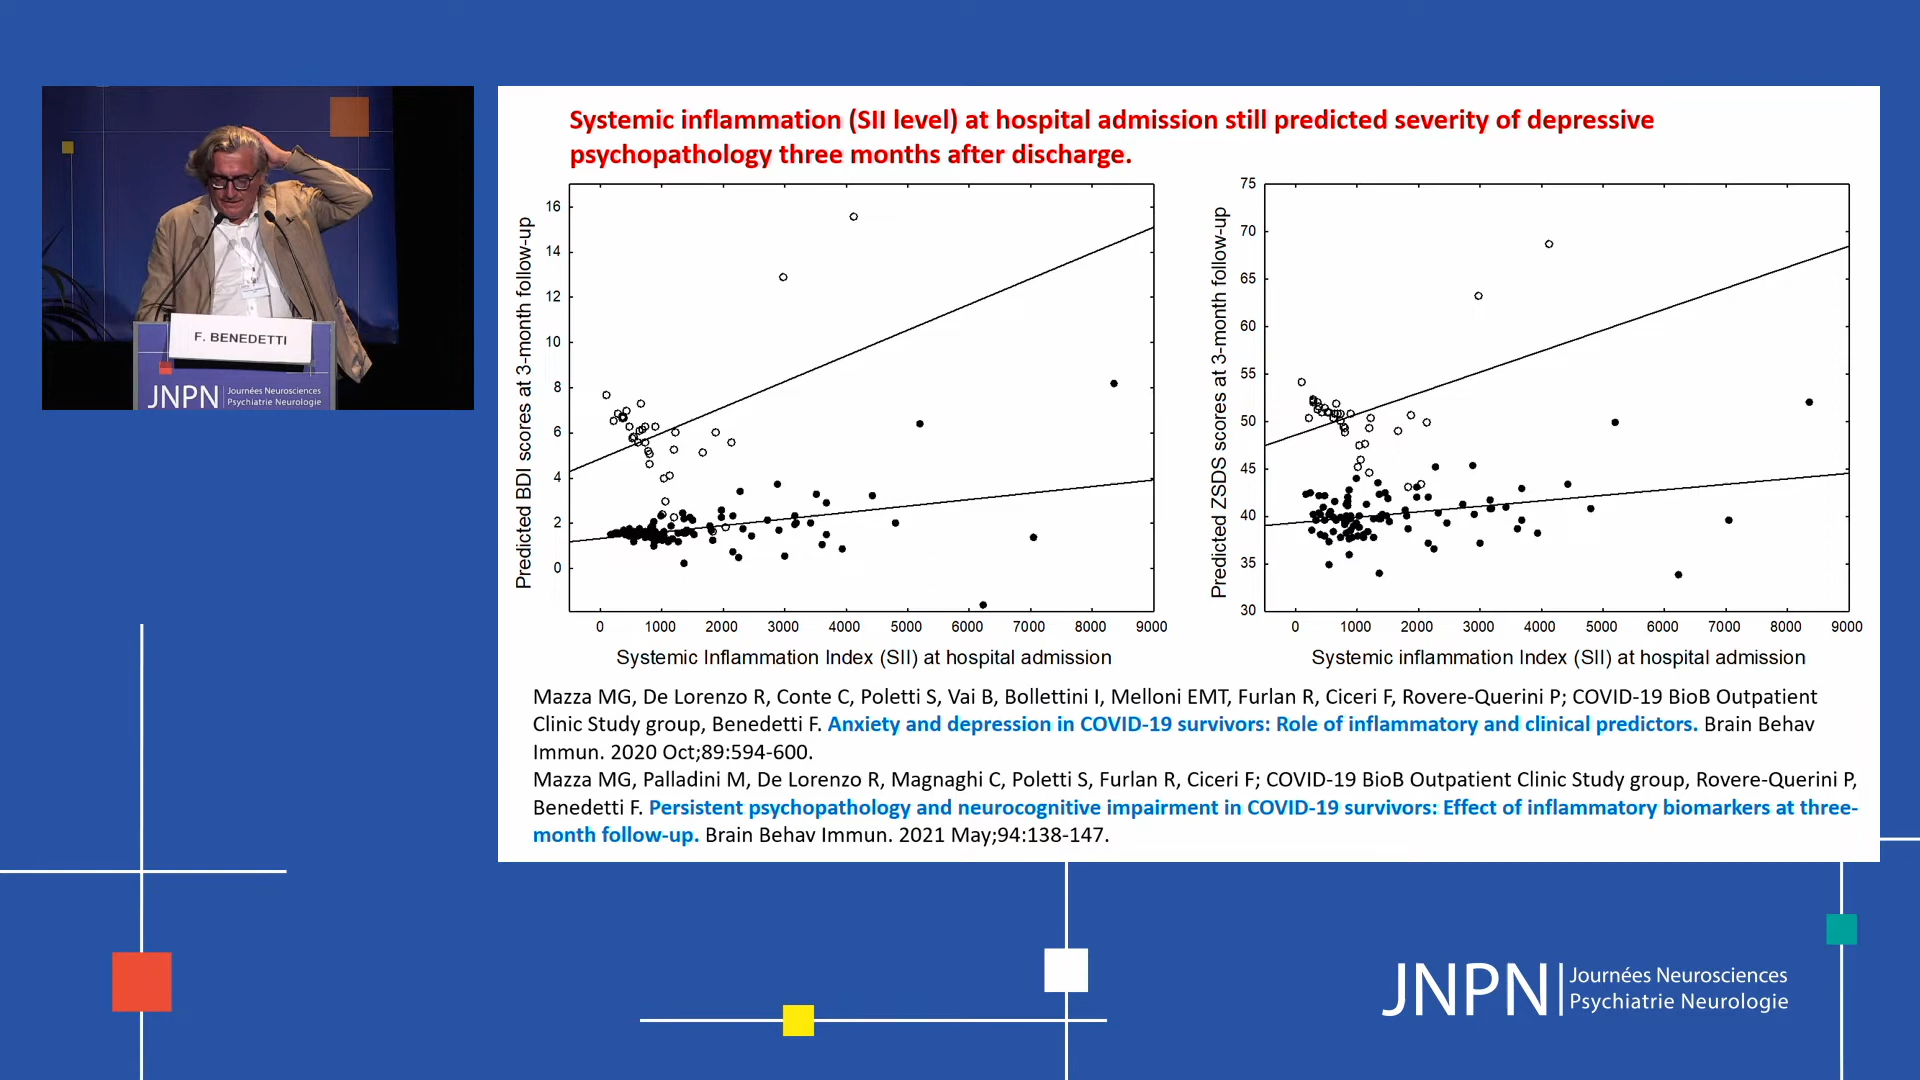 Systemic inflammation (SII level) at hospital admission still predicted severity of depressive
psychopathology three months after discharge.
F. BENEDETTI
JNPN
Journées Neurosciences
Psychiatrie Neurologie
Predicted BDI scores at 3-month follow-up
16
14
12
10
8
6
4
2
0
0 1000 2000 3000 4000 5000 6000 7000 8000 9000
Systemic Inflammation Index (SII) at hospital admission
Predicted ZSDS scores at 3-month follow-up
75
70
65
60
55
50
45
40
35
30
0 1000 2000 3000 4000 5000 6000 7000 8000 9000
Systemic inflammation Index (SII) at hospital admission
Mazza MG, De Lorenzo R, Conte C, Poletti S, Vai B, Bollettini I, Melloni EMT, Furlan R, Ciceri F, Rovere-Querini P; COVID-19 BioB Outpatient
Clinic Study group, Benedetti F. Anxiety and depression in COVID-19 survivors: Role of inflammatory and clinical predictors. Brain Behav
Immun. 2020 Oct;89:594-600.
Mazza MG, Palladini M, De Lorenzo R, Magnaghi C, Poletti S, Furlan R, Ciceri F; COVID-19 BioB Outpatient Clinic Study group, Rovere-Querini P,
Benedetti F. Persistent psychopathology and neurocognitive impairment in COVID-19 survivors: Effect of inflammatory biomarkers at three-
month follow-up. Brain Behav Immun. 2021 May;94:138-147.
JNPN
Journées Neurosciences
Psychiatrie Neurologie